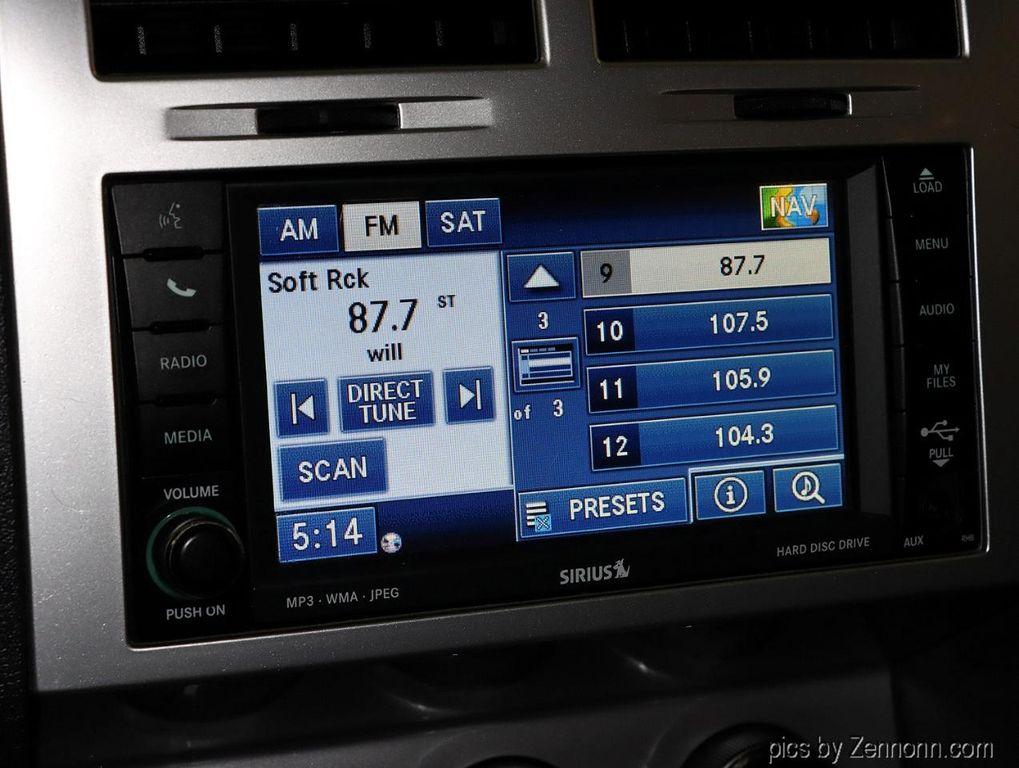 AM FM SAT NAV
Soft Rck
87.7 ST
will
DIRECT
TUNE
SCAN
5:14
3
of 3
9 87.7
10 107.5
11 105.9
12 104.3
PRESETS
i
RADIO
MEDIA
VOLUME
PUSH ON
MP3 · WMA · JPEG
SIRIUS
HARD DISC DRIVE
LOAD
MENU
AUDIO
MY
FILES
PULL
AUX
RHB
pics by Zennonn.com